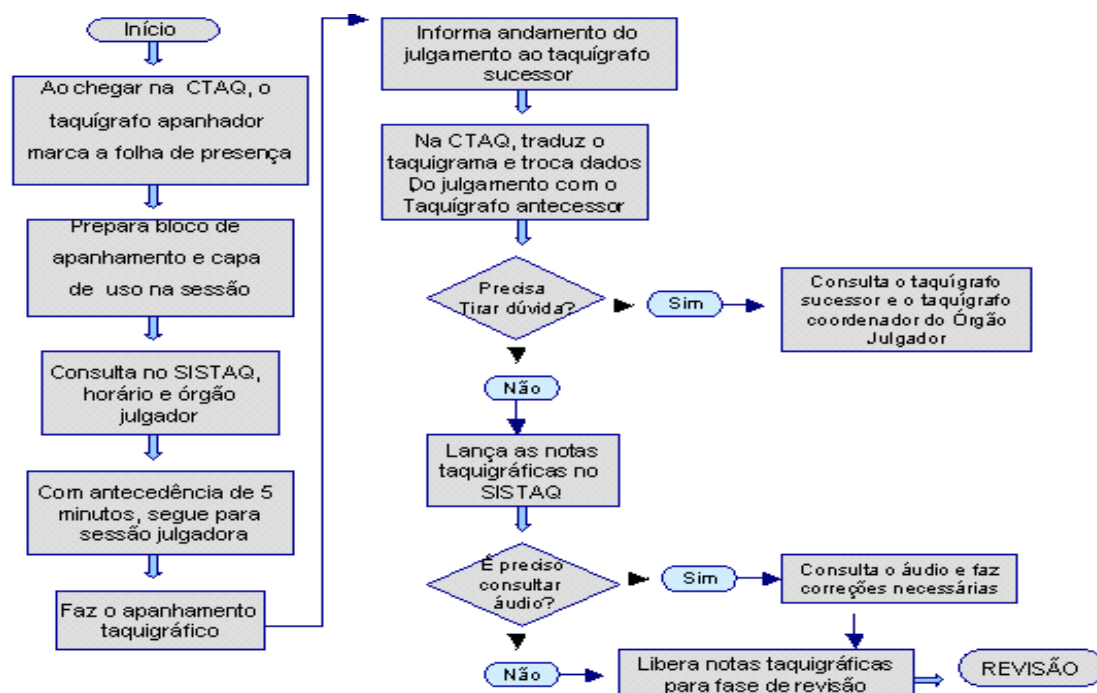 Início
Ao chegar na CTAQ, o
taquígrafo apanhador
marca a folha de presença
Prepara bloco de
apanhamento e capa
de uso na sessão
Consulta no SISTAQ,
horário e órgão
julgador
Com antecedência de 5
minutos, segue para
sessão julgadora
Faz o apanhamento
taquigráfico
Informa andamento do
julgamento ao taquígrafo
sucessor
Na CTAQ, traduz o
taquigrama e troca dados
Do julgamento com o
Taquígrafo antecessor
Precisa
Tirar dúvida?
Sim
Consulta o taquígrafo
sucessor e o taquígrafo
coordenador do Órgão
Julgador
Não
Lança as notas
taquigráficas no
SISTAQ
É preciso
consultar
áudio?
Sim
Consulta o áudio e faz
correções necessárias
Não
Libera notas taquigráficas
para fase de revisão
REVISÃO